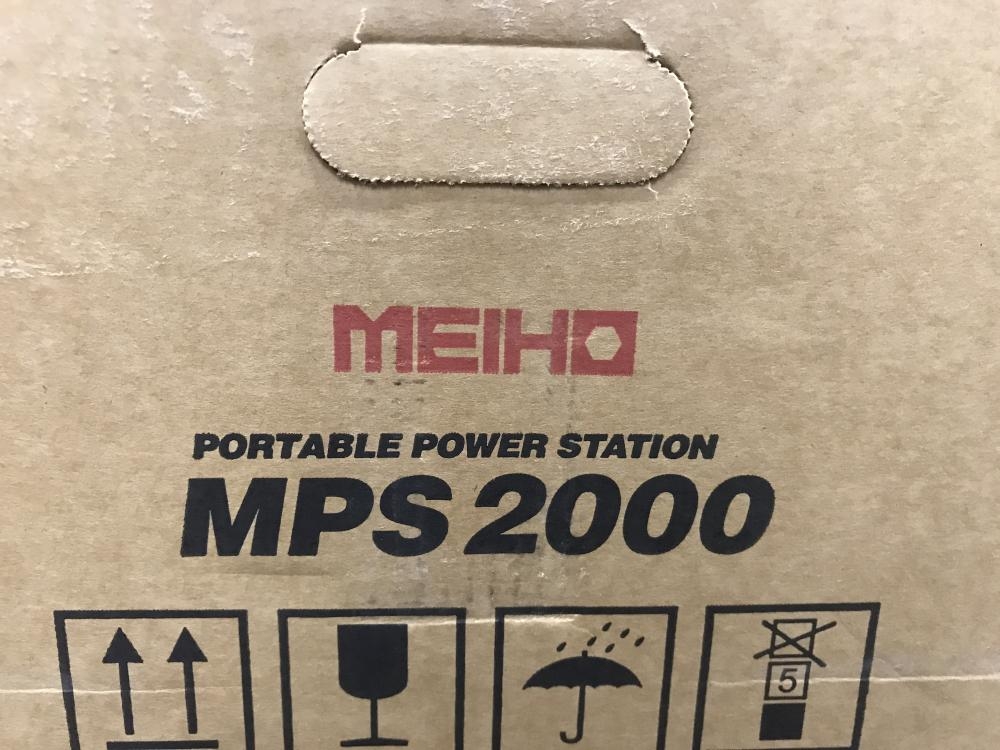 MEIHO
PORTABLE POWER STATION
MPS 2000
5